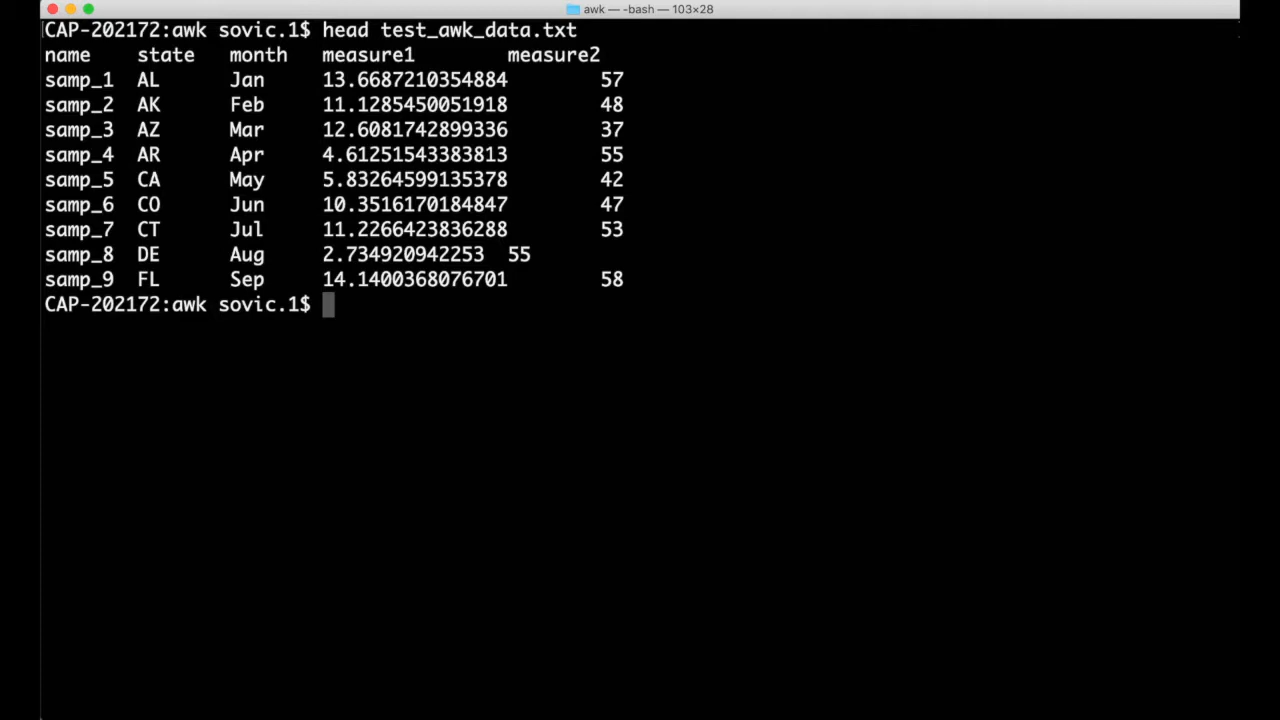 awk — -bash — 103×28
CAP-202172:awk sovic.1$ head test_awk_data.txt
name state month measure1 measure2
samp_1 AL Jan 13.6687210354884 57
samp_2 AK Feb 11.1285450051918 48
samp_3 AZ Mar 12.6081742899336 37
samp_4 AR Apr 4.61251543383813 55
samp_5 CA May 5.83264599135378 42
samp_6 CO Jun 10.3516170184847 47
samp_7 CT Jul 11.2266423836288 53
samp_8 DE Aug 2.734920942253 55
samp_9 FL Sep 14.1400368076701 58
CAP-202172:awk sovic.1$